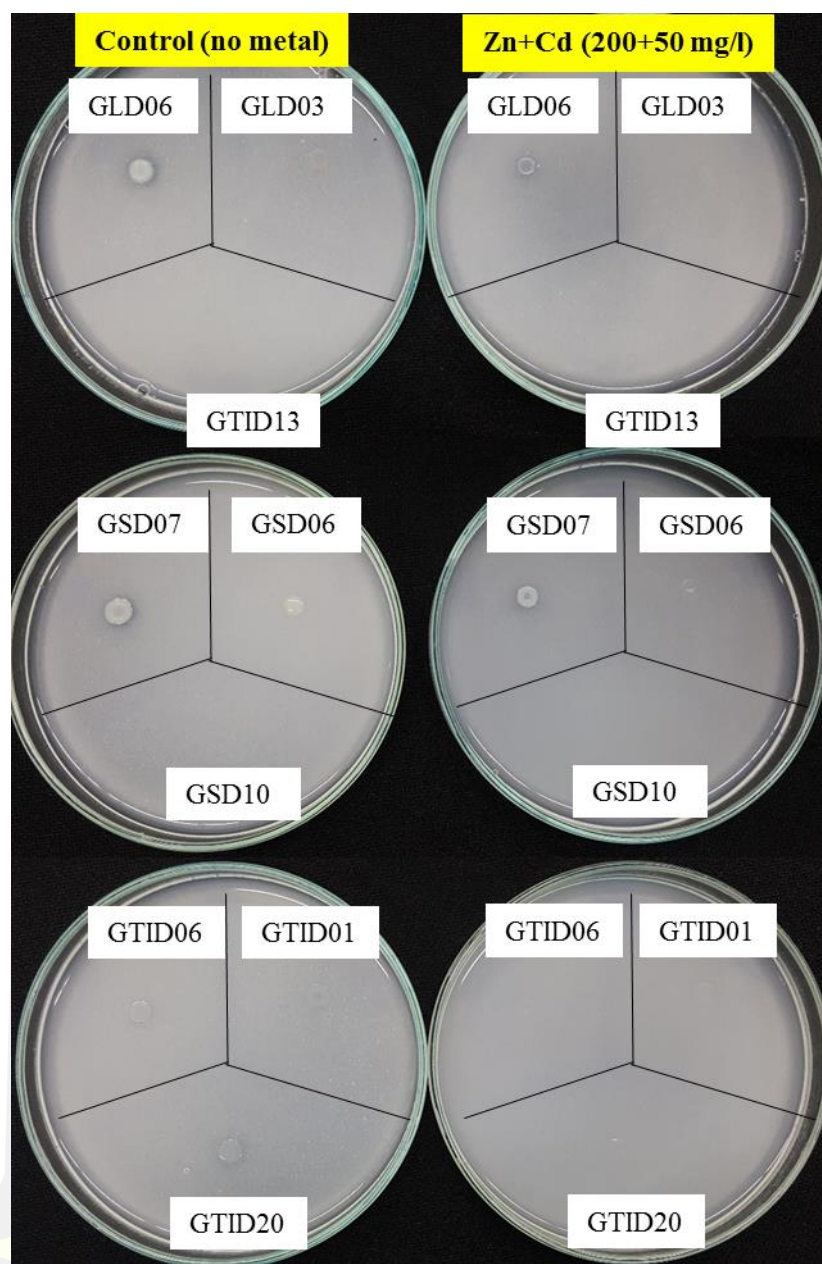 Control (no metal)
Zn+Cd (200+50 mg/l)
GLD06
GLD03
GLD06
GLD03
GTID13
GTID13
GSD07
GSD06
GSD07
GSD06
GSD10
GSD10
GTID06
GTID01
GTID06
GTID01
GTID20
GTID20